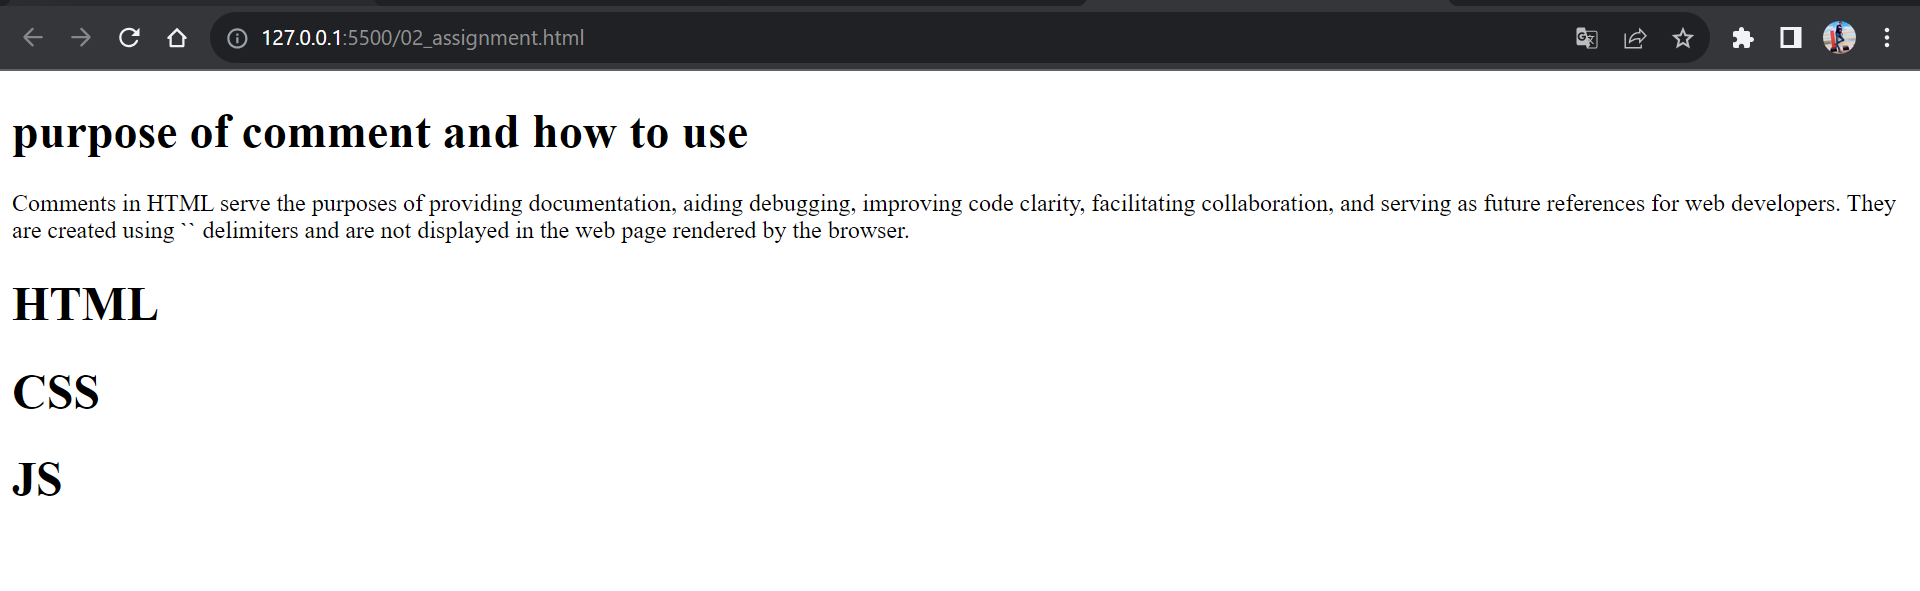 127.0.0.1:5500/02_assignment.html
purpose of comment and how to use
Comments in HTML serve the purposes of providing documentation, aiding debugging, improving code clarity, facilitating collaboration, and serving as future references for web developers. They
are created using `` delimiters and are not displayed in the web page rendered by the browser.
HTML
CSS
JS